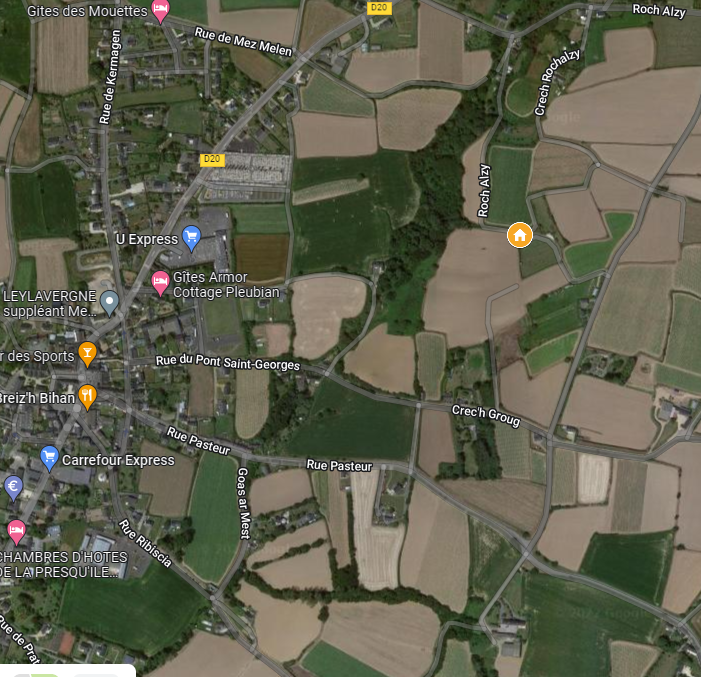 Gites des Mouettes
D20
Roch Alzy
Rue de Mez Melen
Rue de Kermagen
Crech Rochalzy
D20
Roch Alzy
U Express
Gîtes Armor
Cottage Pleubian
LEYLAVERGNE
suppléant Me...
r des Sports
Rue du Pont Saint-Georges
Breiz'h Bihan
Crec'h Groug
Rue Pasteur
Carrefour Express
Rue Pasteur
Goas ar Mest
€
Rue Ribiscia
CHAMBRES D'HOTES
DE LA PRESQU'ILE...
Rue de Prat